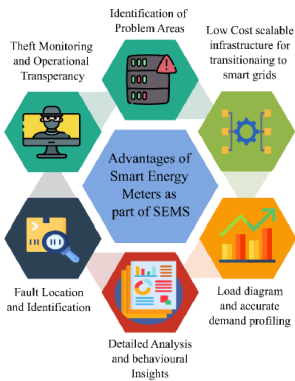 Identification of
Problem Areas
Theft Monitoring
and Operational
Transperancy
Low Cost scalable
infrastructure for
transitionaing to
smart grids
Advantages of
Smart Energy
Meters as
part of SEMS
Fault Location
and Identification
Load diagram
and accurate
demand profiling
Detailed Analysis
and behavioural
Insights